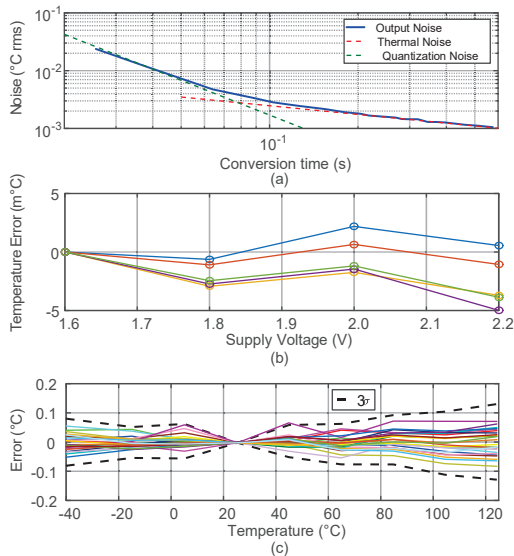 10-1
Output Noise
Thermal Noise
Quantization Noise
10-2
10-3
Noise (°C rms)
10-1
Conversion time (s)
(a)
Temperature Error (m°C)
5
0
-5
1.6 1.7 1.8 1.9 2.0 2.1 2.2
Supply Voltage (V)
(b)
Error (°C)
0.2
0.1
0
-0.1
-0.2
3σ
-40 -20 0 20 40 60 80 100 120
Temperature (°C)
(c)